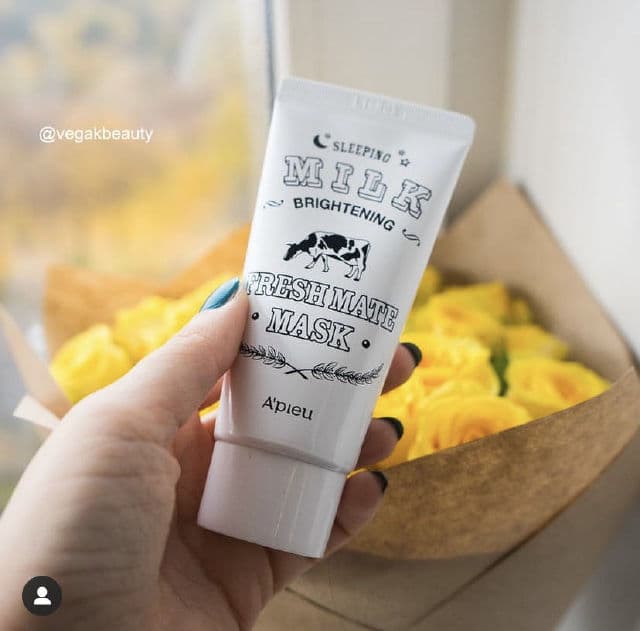 @vegakbeauty
SLEEPING
MILK
BRIGHTENING
FRESH MATE
MASK
A'pieu